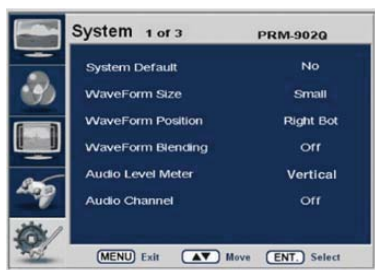 System 1 of 3 PRM-902Q
System Default No
WaveForm Size Small
WaveForm Position Right Bot
WaveForm Blending Off
Audio Level Meter Vertical
Audio Channel Off
MENU Exit ▲▼ Move ENT. Select